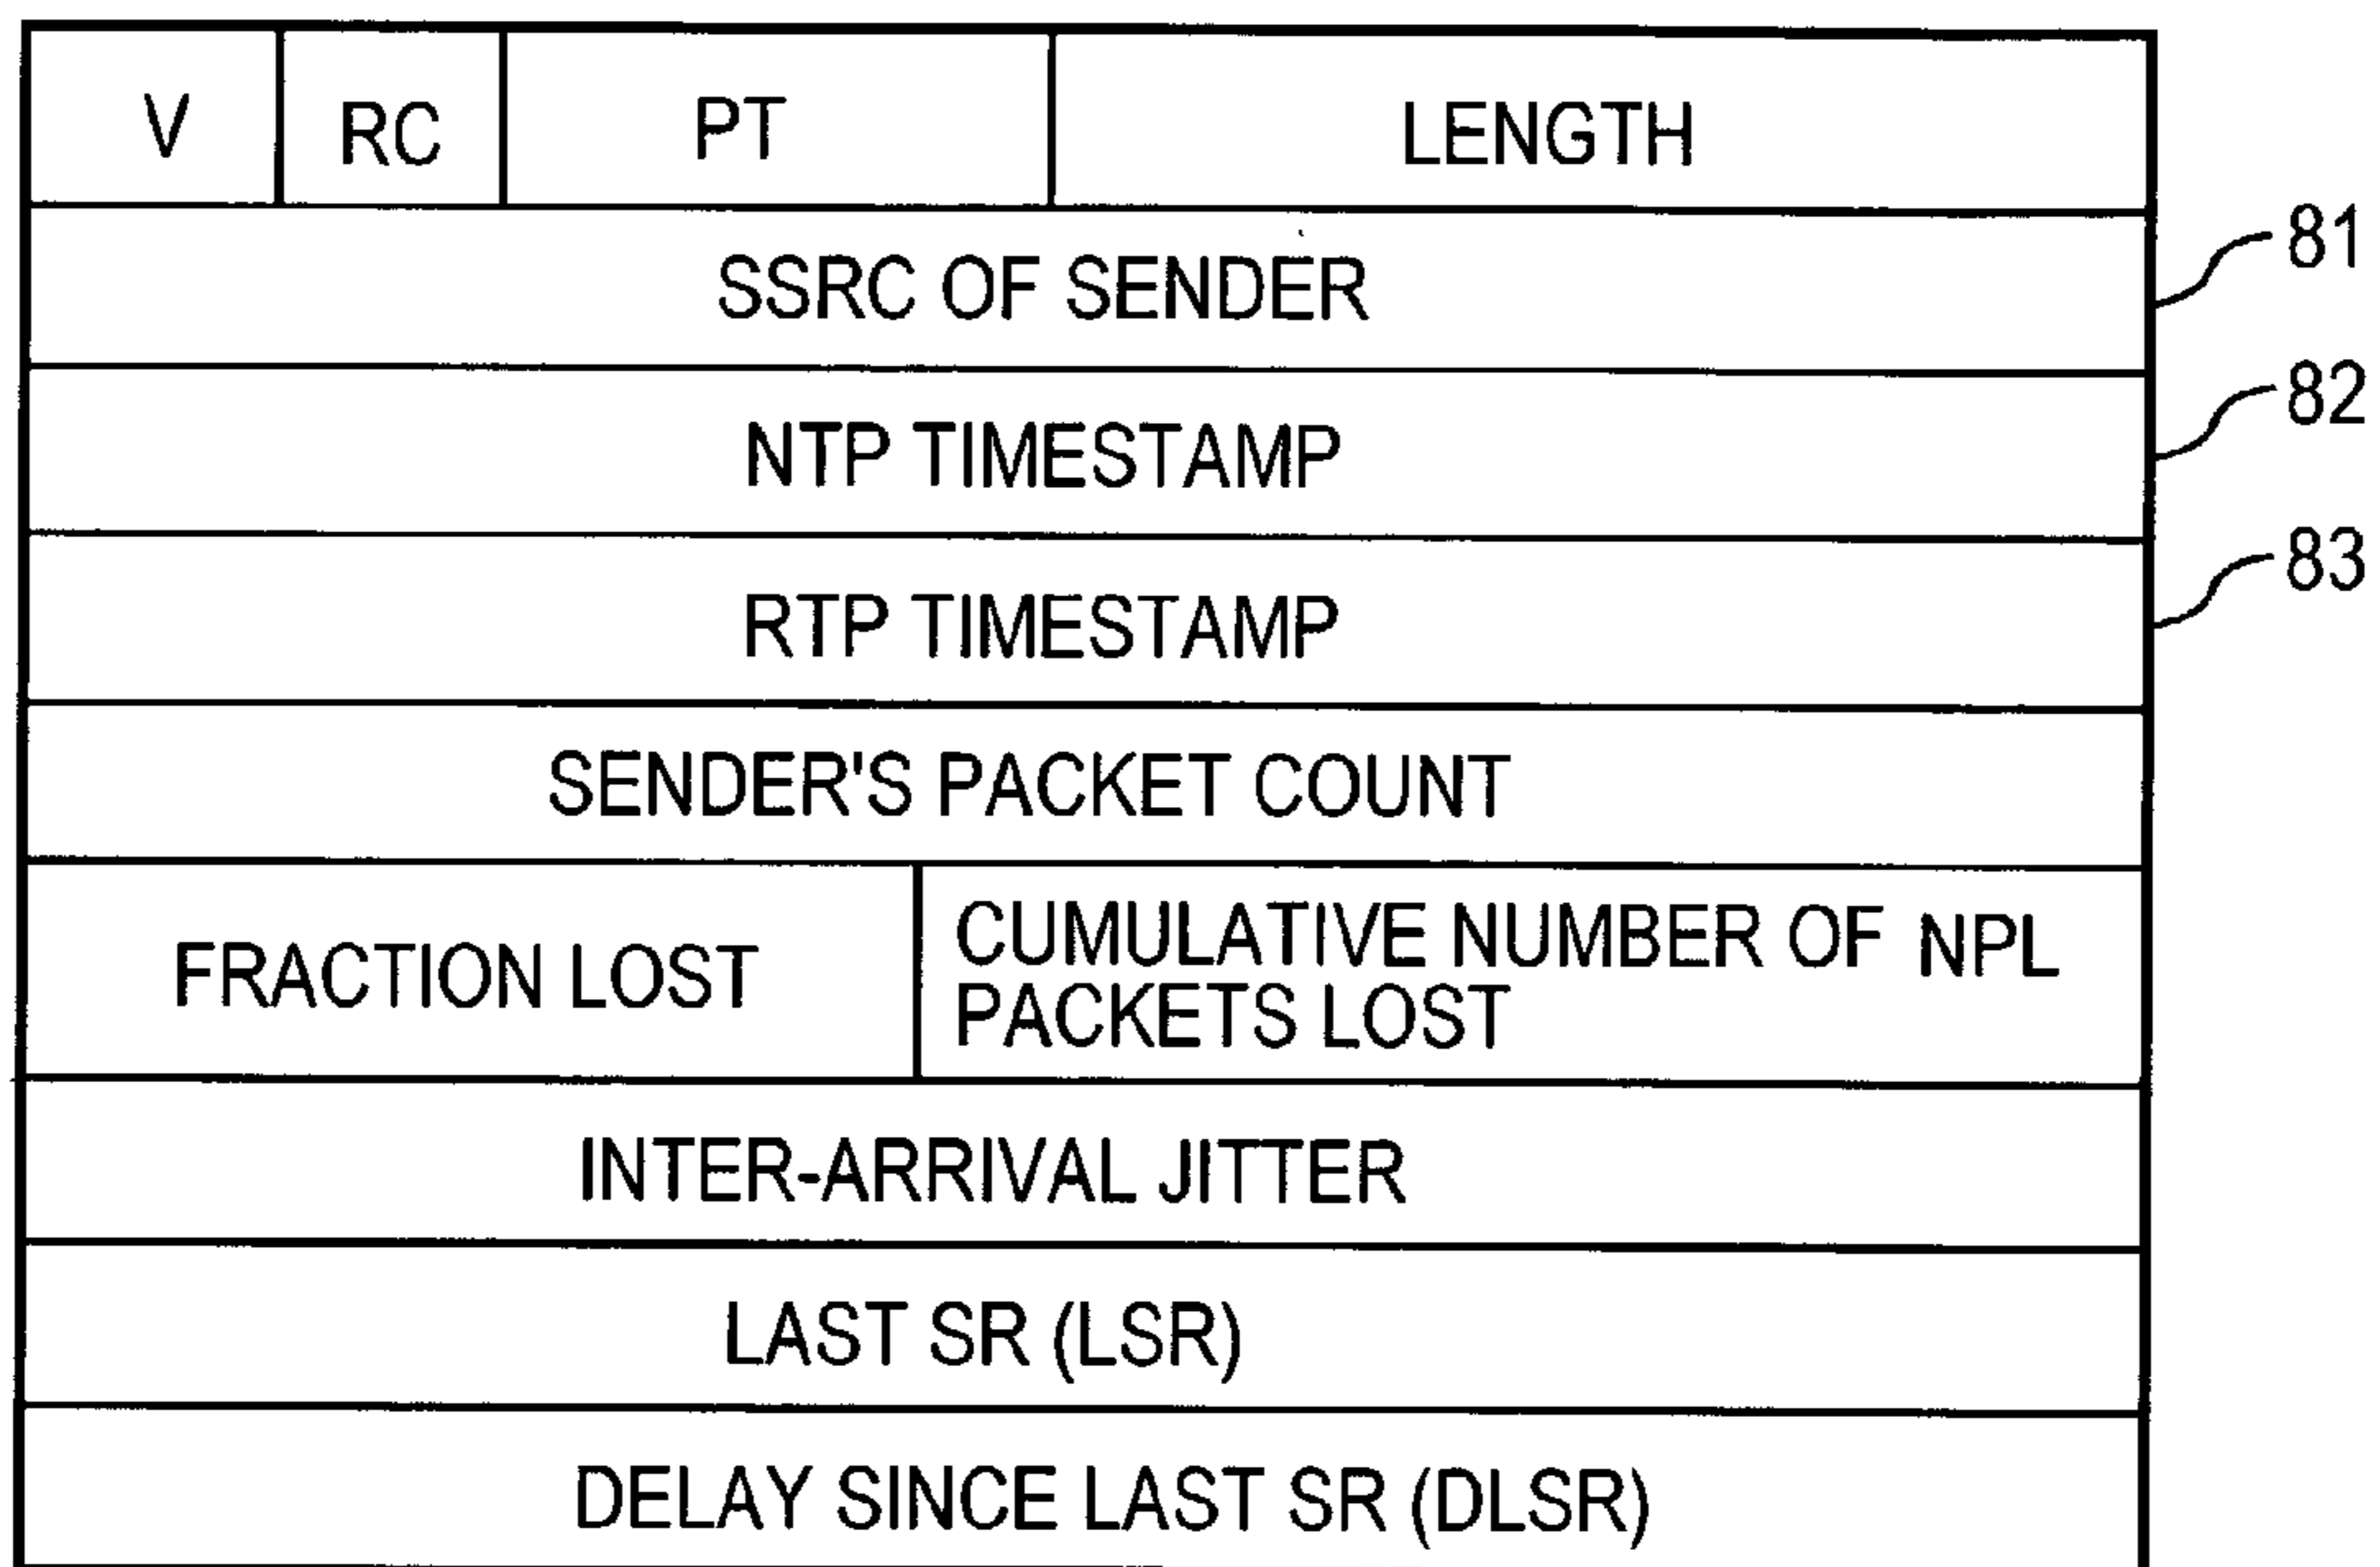 V RC PT LENGTH
SSRC OF SENDER 81
NTP TIMESTAMP 82
RTP TIMESTAMP 83
SENDER'S PACKET COUNT
FRACTION LOST
CUMULATIVE NUMBER OF NPL
PACKETS LOST
INTER-ARRIVAL JITTER
LAST SR (LSR)
DELAY SINCE LAST SR (DLSR)